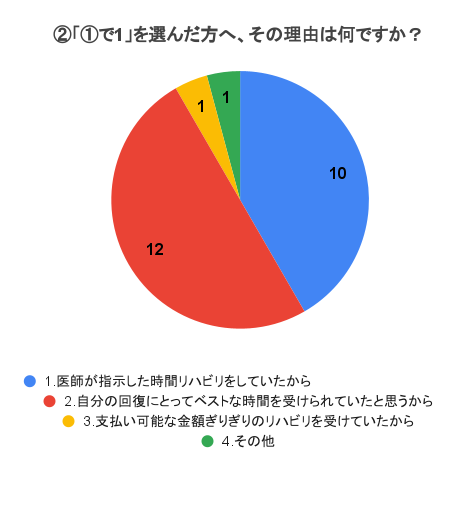 ②「①で1」を選んだ方へ、その理由は何ですか？
1
1
10
12
1.医師が指示した時間リハビリをしていたから
2.自分の回復にとってベストな時間を受けられていたと思うから
3.支払い可能な金額ぎりぎりのリハビリを受けていたから
4.その他